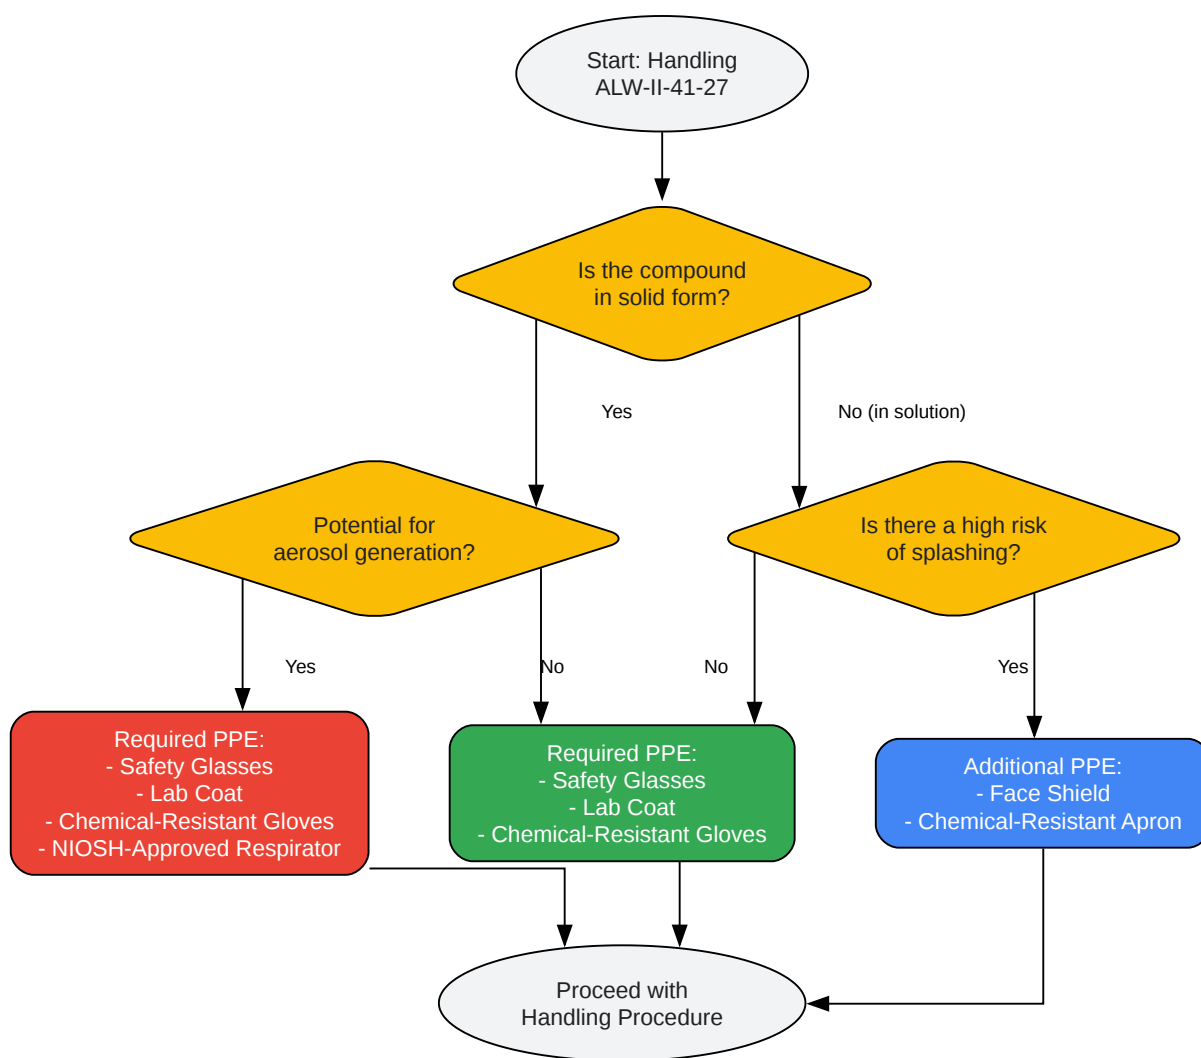 Start: Handling
ALW-II-41-27
Is the compound
in solid form?
Yes
No (in solution)
Potential for
aerosol generation?
Is there a high risk
of splashing?
Yes
No
No
Yes
Required PPE:
- Safety Glasses
- Lab Coat
- Chemical-Resistant Gloves
- NIOSH-Approved Respirator
Required PPE:
- Safety Glasses
- Lab Coat
- Chemical-Resistant Gloves
Additional PPE:
- Face Shield
- Chemical-Resistant Apron
Proceed with
Handling Procedure